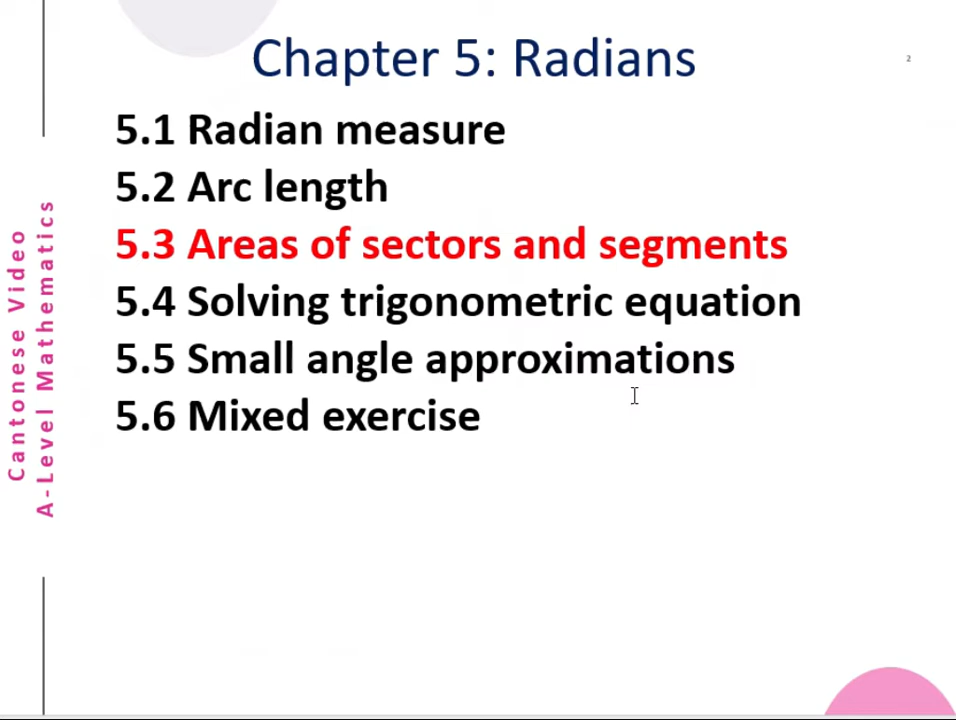 Chapter 5: Radians
2
5.1 Radian measure
5.2 Arc length
5.3 Areas of sectors and segments
5.4 Solving trigonometric equation
5.5 Small angle approximations
5.6 Mixed exercise
Cantonese Video
A-Level Mathematics